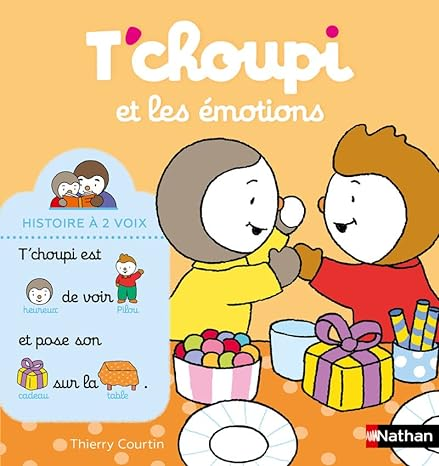 T'choupi
et les émotions
HISTOIRE À 2 VOIX
T'choupi est
de voir
heureux Pilou
et pose son
sur la .
cadeau table
Thierry Courtin
Nathan